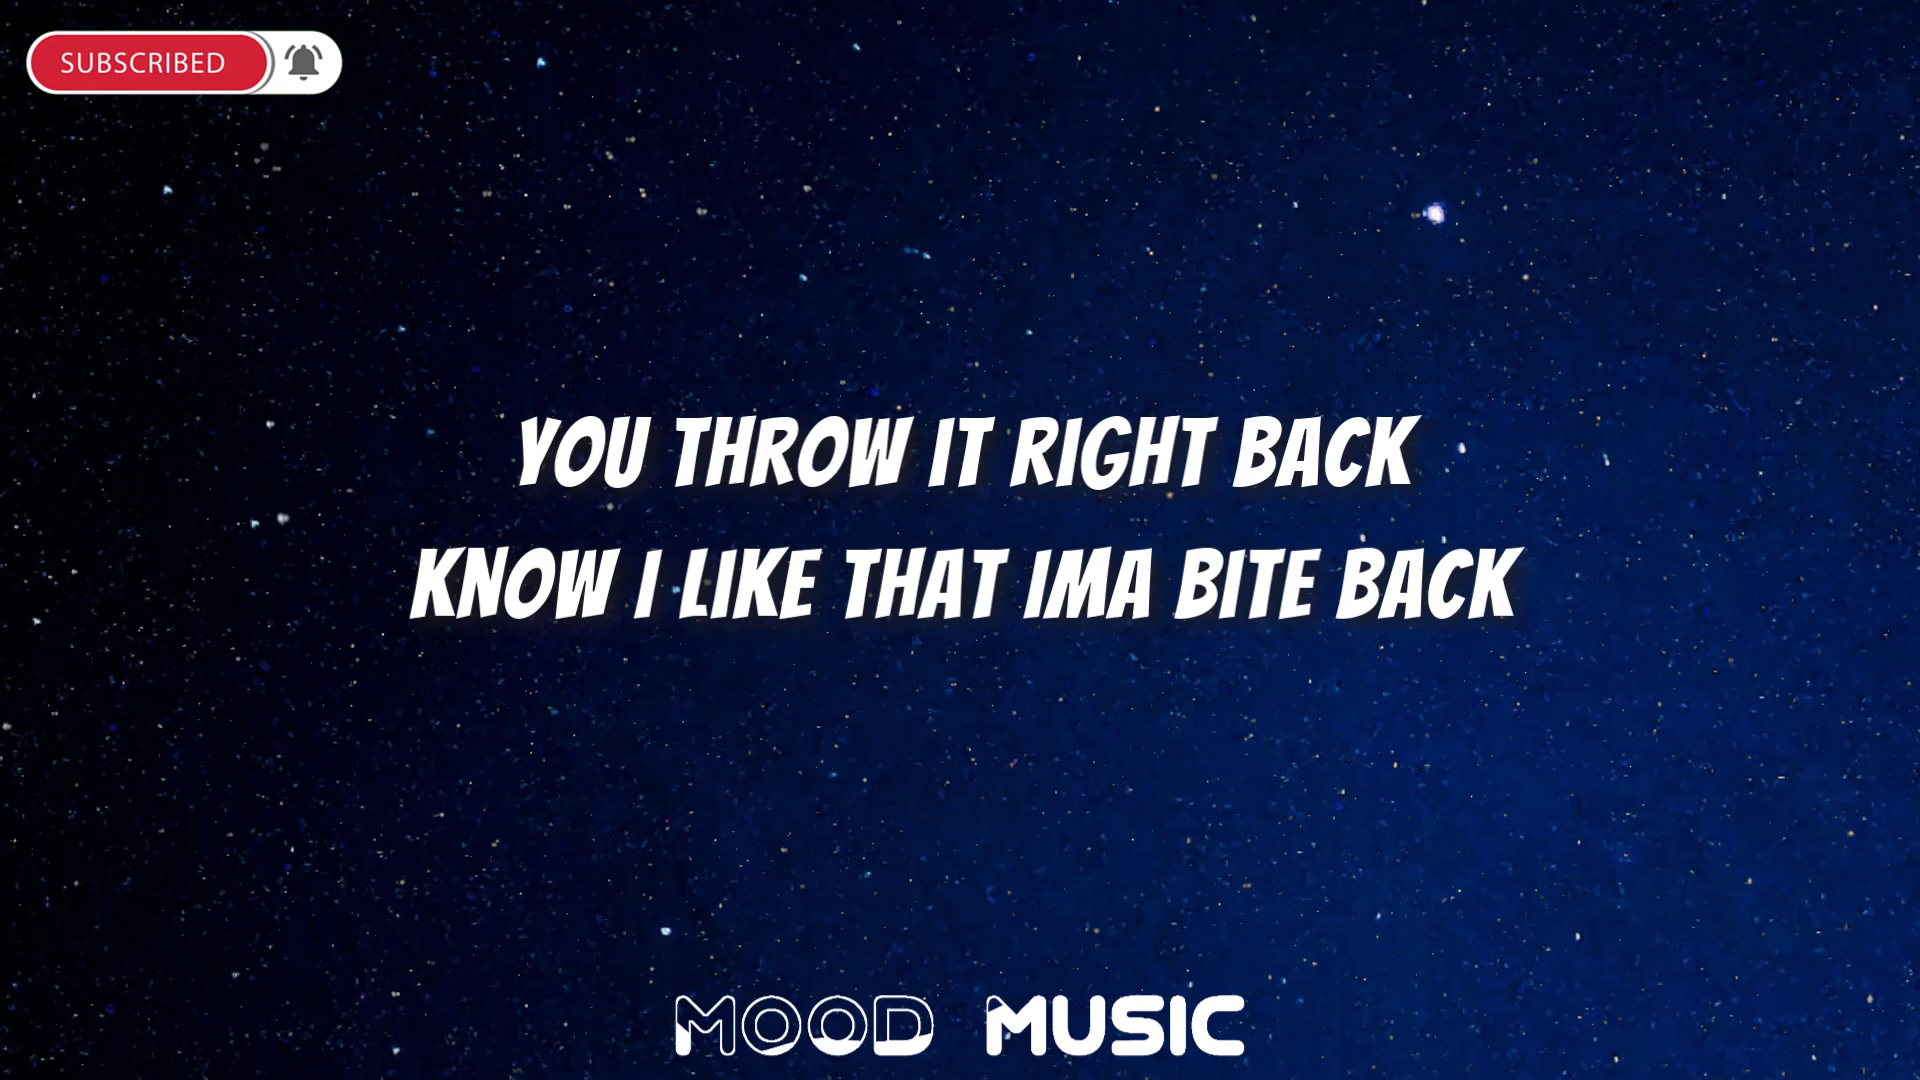 SUBSCRIBED
YOU THROW IT RIGHT BACK
KNOW I LIKE THAT IMA BITE BACK
MOOD MUSIC